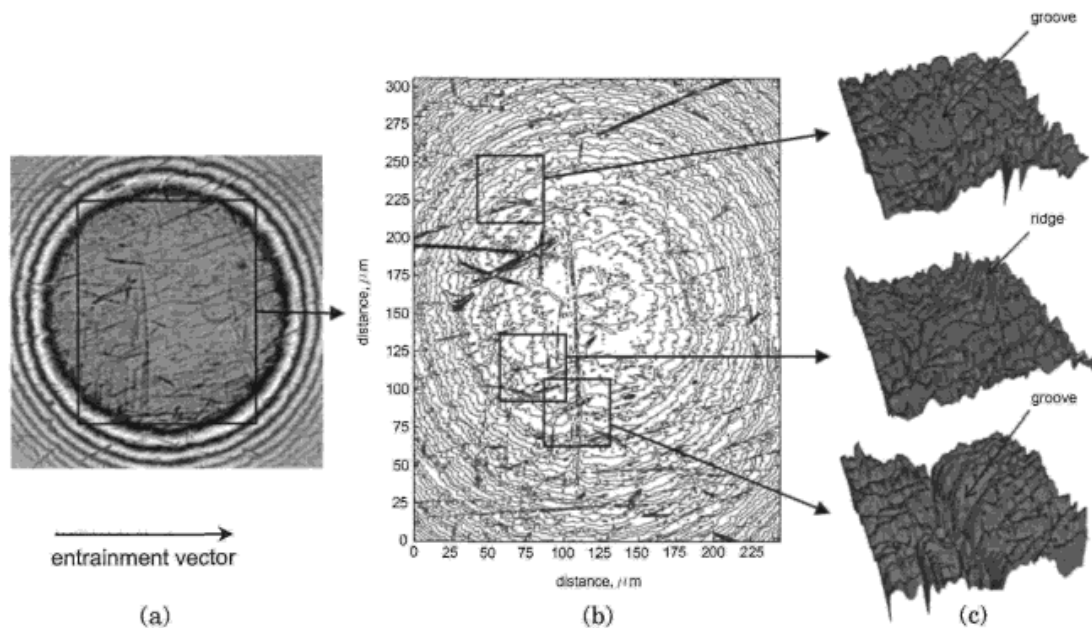 groove
ridge
groove
300
275
250
225
200
175
150
125
100
75
50
25
0
distance, μm
0 25 50 75 100 125 150 175 200 225
distance, μm
entrainment vector
(a)
(b)
(c)